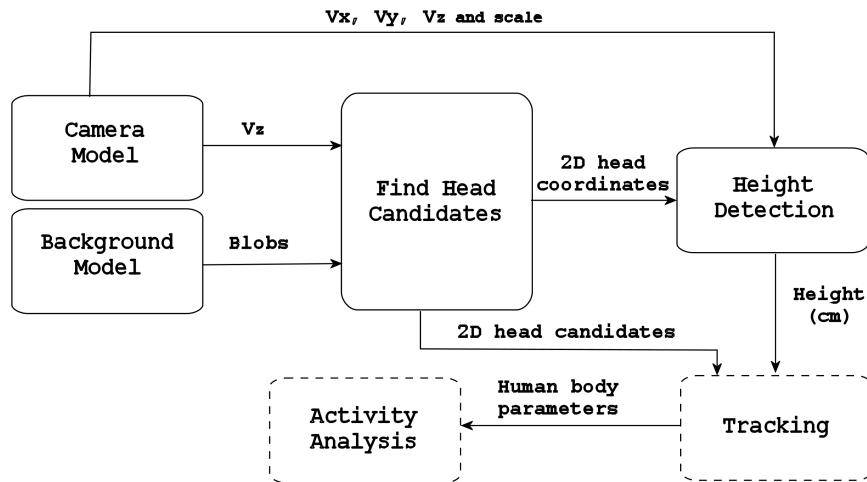 Vx, Vy, Vz and scale
Camera
Model
Vz
Find Head
Candidates
2D head
coordinates
Height
Detection
Background
Model
Blobs
Height
(cm)
2D head candidates
Activity
Analysis
Human body
parameters
Tracking